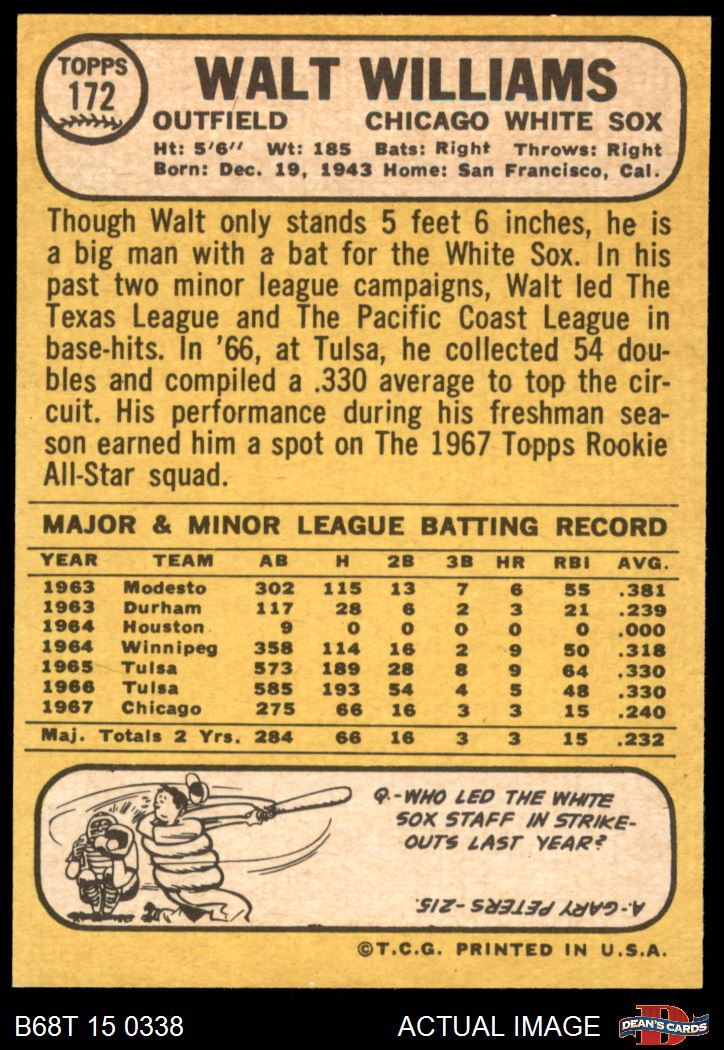 TOPPS
172
WALT WILLIAMS
OUTFIELD CHICAGO WHITE SOX
Ht: 5'6" Wt: 185 Bats: Right Throws: Right
Born: Dec. 19, 1943 Home: San Francisco, Cal.
Though Walt only stands 5 feet 6 inches, he is
a big man with a bat for the White Sox. In his
past two minor league campaigns, Walt led The
Texas League and The Pacific Coast League in
base-hits. In '66, at Tulsa, he collected 54 dou-
bles and compiled a .330 average to top the cir-
cuit. His performance during his freshman sea-
son earned him a spot on The 1967 Topps Rookie
All-Star squad.
MAJOR & MINOR LEAGUE BATTING RECORD
YEAR TEAM AB H 2B 3B HR RBI AVG.
1963 Modesto 302 115 13 7 6 55 .381
1963 Durham 117 28 6 2 3 21 .239
1964 Houston 9 0 0 0 0 0 .000
1964 Winnipeg 358 114 16 2 9 50 .318
1965 Tulsa 573 189 28 8 9 64 .330
1966 Tulsa 585 193 54 4 5 48 .330
1967 Chicago 275 66 16 3 3 15 .240
Maj. Totals 2 Yrs. 284 66 16 3 3 15 .232
Q.-WHO LED THE WHITE
SOX STAFF IN STRIKE-
OUTS LAST YEAR?
A-GARY PETERS-215.
©T.C.G. PRINTED IN U.S.A.
B68T 15 0338 ACTUAL IMAGE
D
DEAN'S CARDS